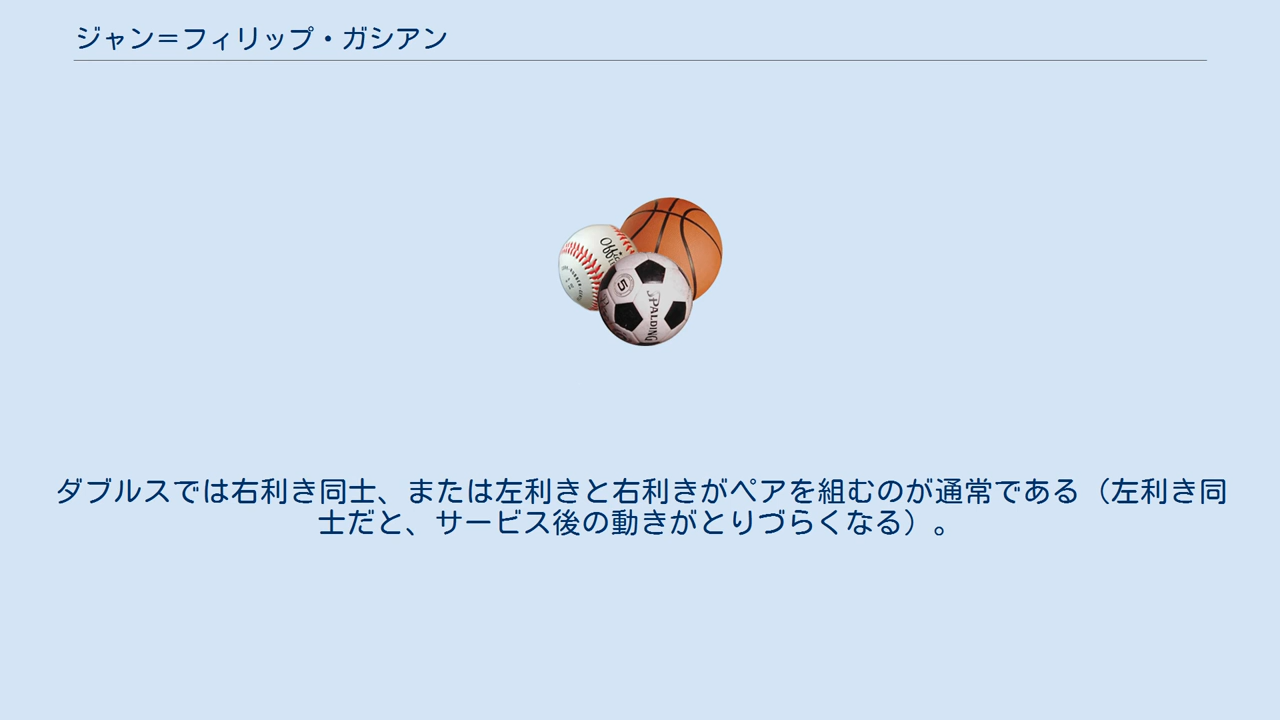 ジャン＝フィリップ・ガシアン
Offic
5
SPALDING
ダブルスでは右利き同士、または左利きと右利きがペアを組むのが通常である（左利き同
士だと、サービス後の動きがとりづらくなる）。